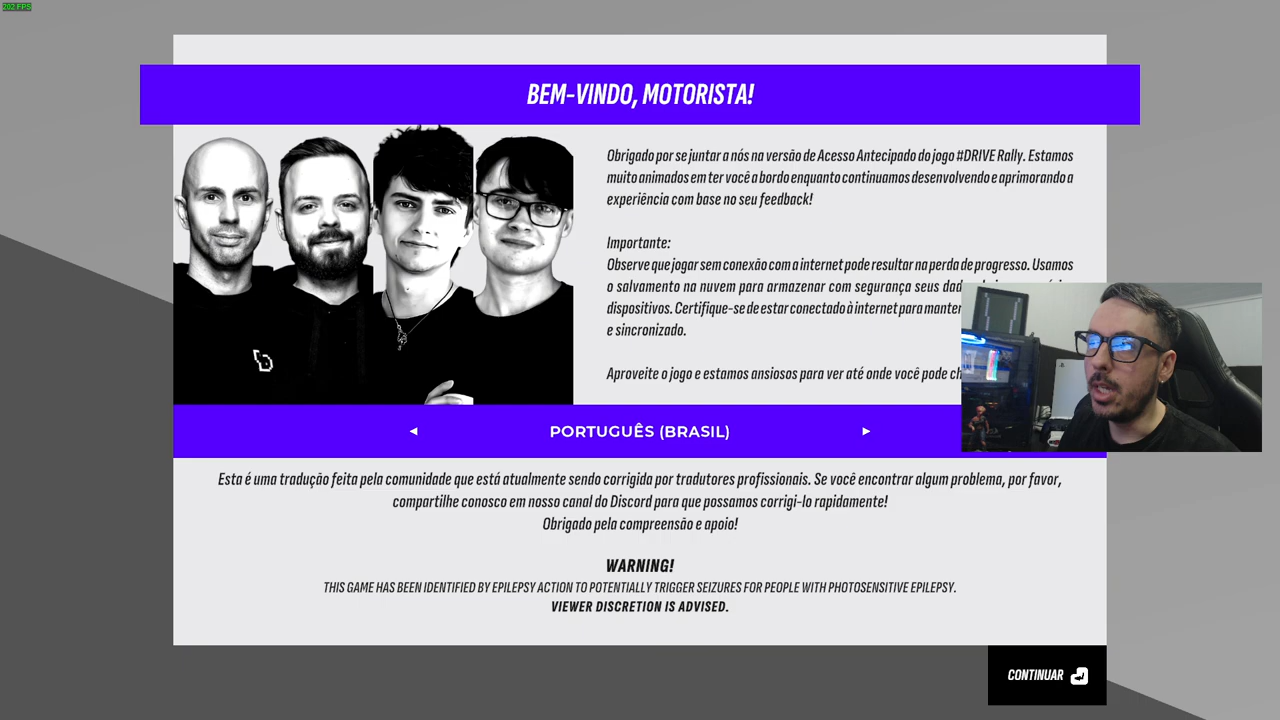 202 FPS
BEM-VINDO, MOTORISTA!
Obrigado por se juntar a nós na versão de Acesso Antecipado do jogo #DRIVE Rally. Estamos
muito animados em ter você a bordo enquanto continuamos desenvolvendo e aprimorando a
experiência com base no seu feedback!
Importante:
Observe que jogar sem conexão com a internet pode resultar na perda de progresso. Usamos
o salvamento na nuvem para armazenar com segurança seus
dispositivos. Certifique-se de estar conectado à internet para manter
e sincronizado.
Aproveite o jogo e estamos ansiosos para ver até onde você pode
PORTUGUÊS (BRASIL)
Esta é uma tradução feita pela comunidade que está atualmente sendo corrigida por tradutores profissionais. Se você encontrar algum problema, por favor,
compartilhe conosco em nosso canal do Discord para que possamos corrigi-lo rapidamente!
Obrigado pela compreensão e apoio!
WARNING!
THIS GAME HAS BEEN IDENTIFIED BY EPILEPSY ACTION TO POTENTIALLY TRIGGER SEIZURES FOR PEOPLE WITH PHOTOSENSITIVE EPILEPSY.
VIEWER DISCRETION IS ADVISED.
CONTINUAR